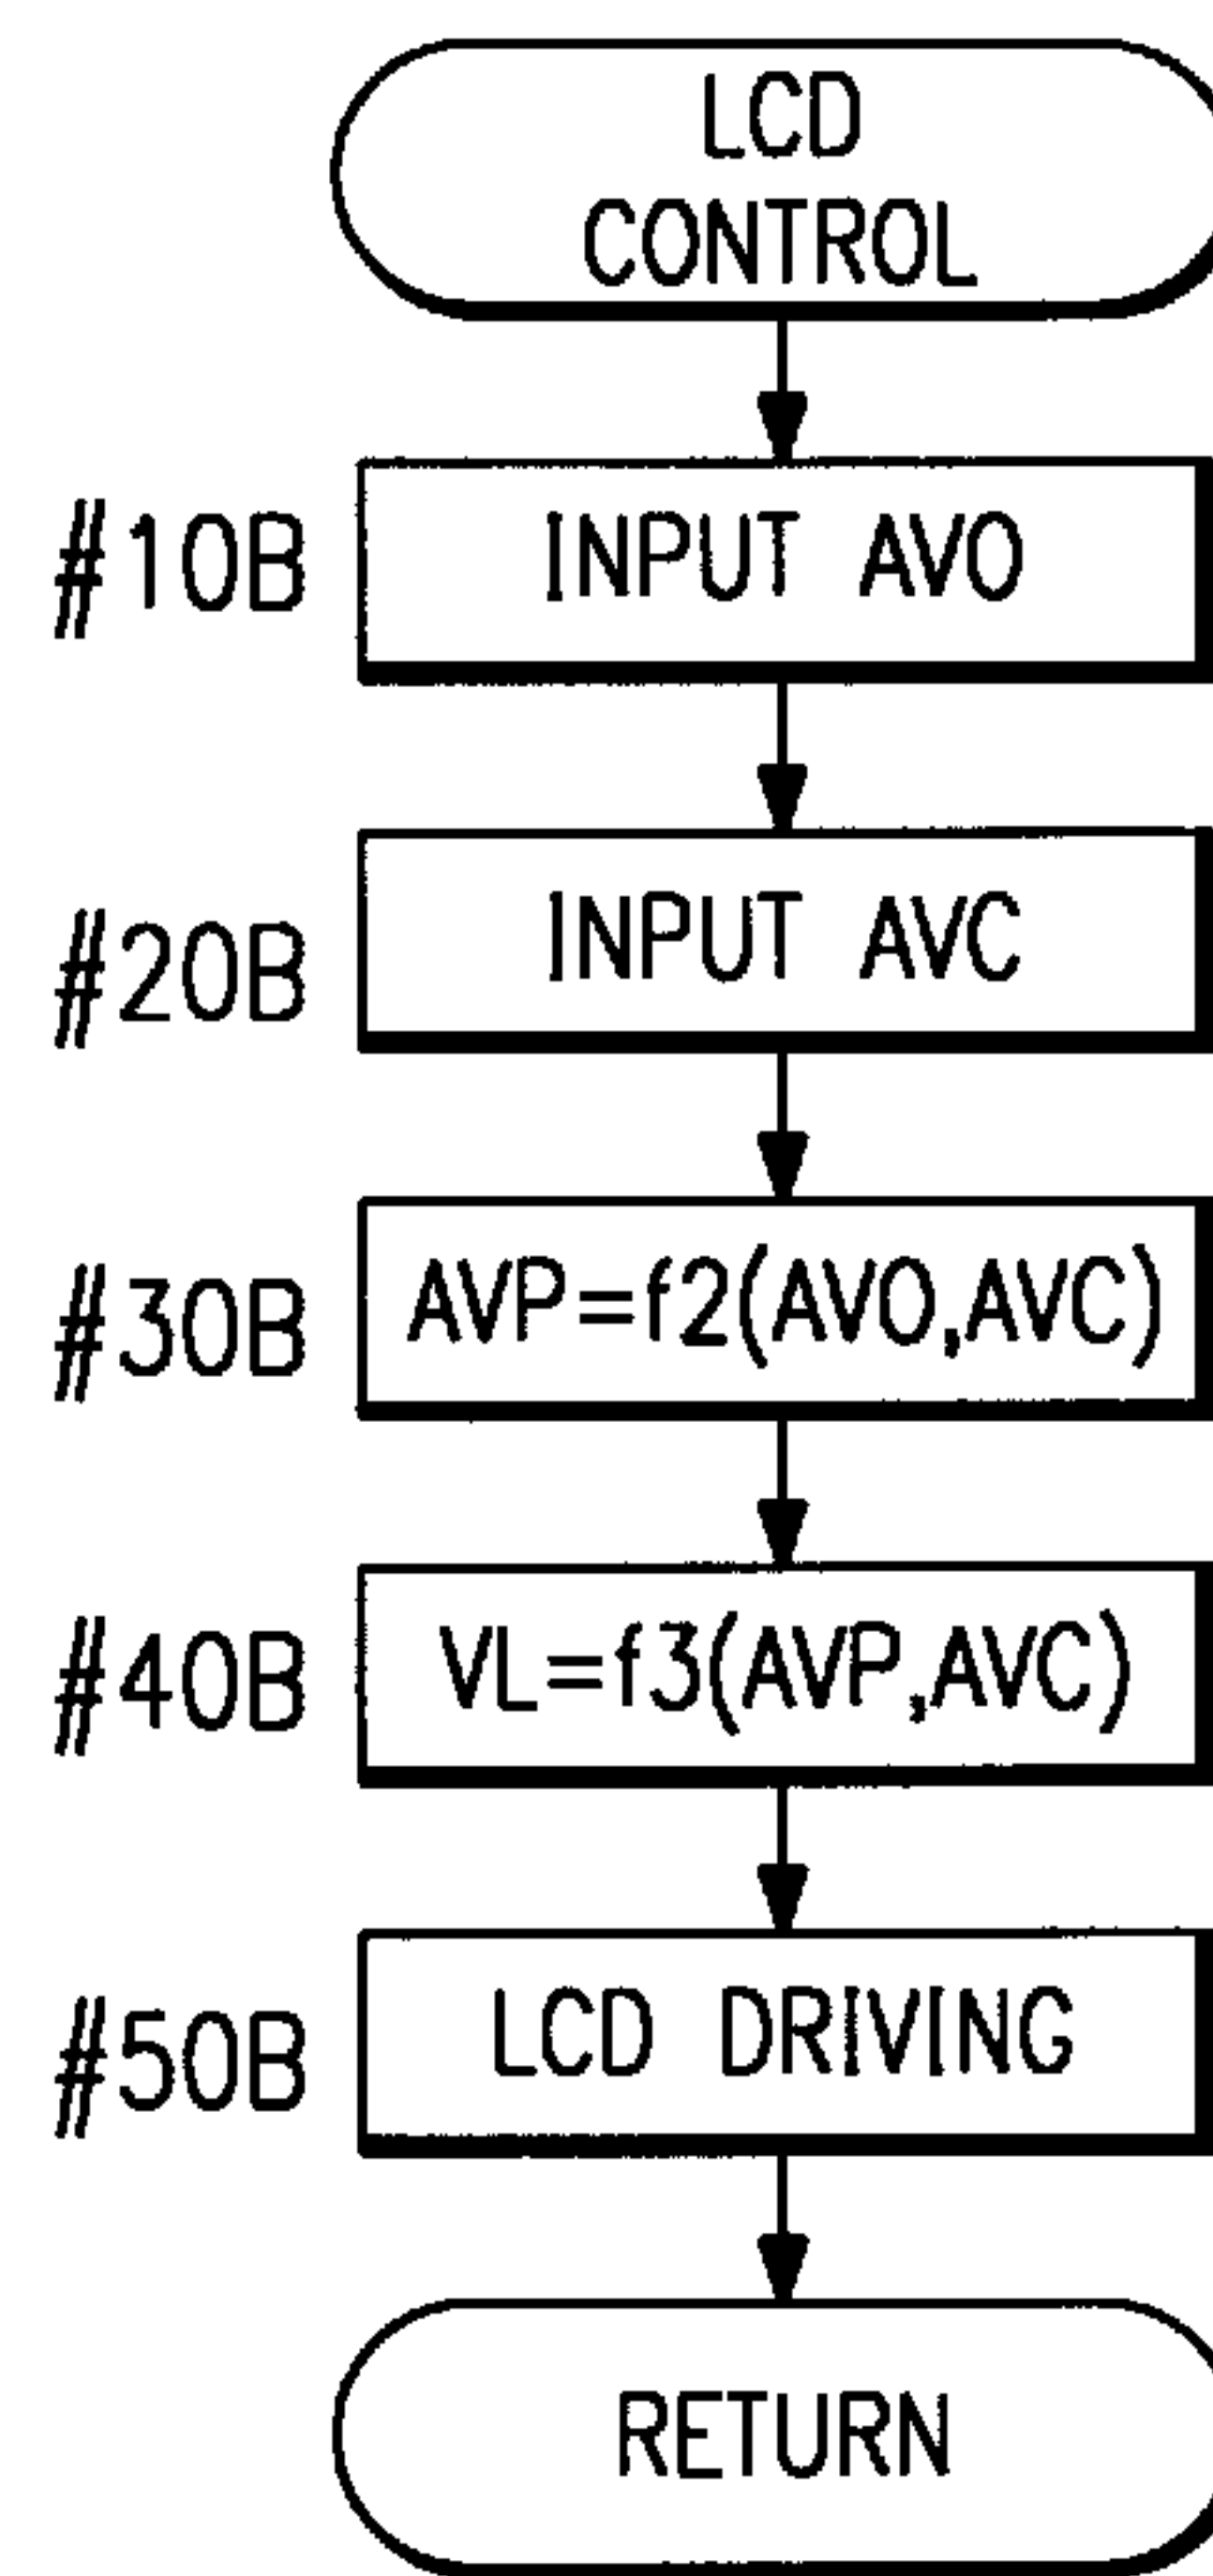 LCD
CONTROL
#10B INPUT AVO
#20B INPUT AVC
#30B AVP=f2(AVO,AVC)
#40B VL=f3(AVP,AVC)
#50B LCD DRIVING
RETURN